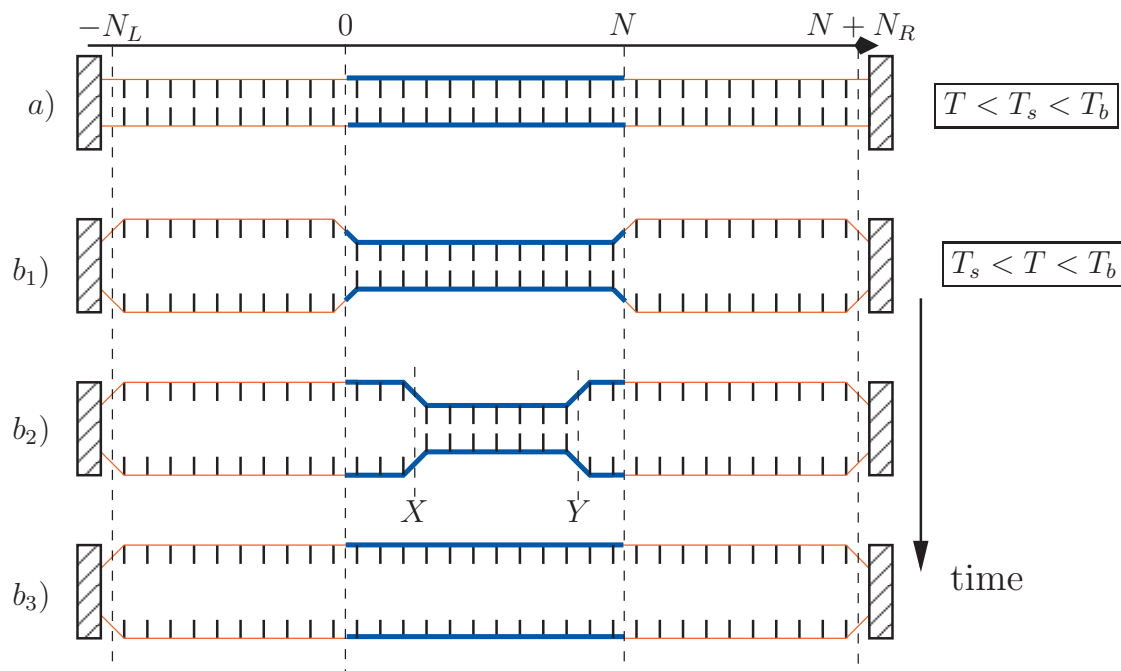 −N_L 0 N N + N_R
a) T < T_s < T_b
b_1) T_s < T < T_b
b_2)
X Y
b_3) time